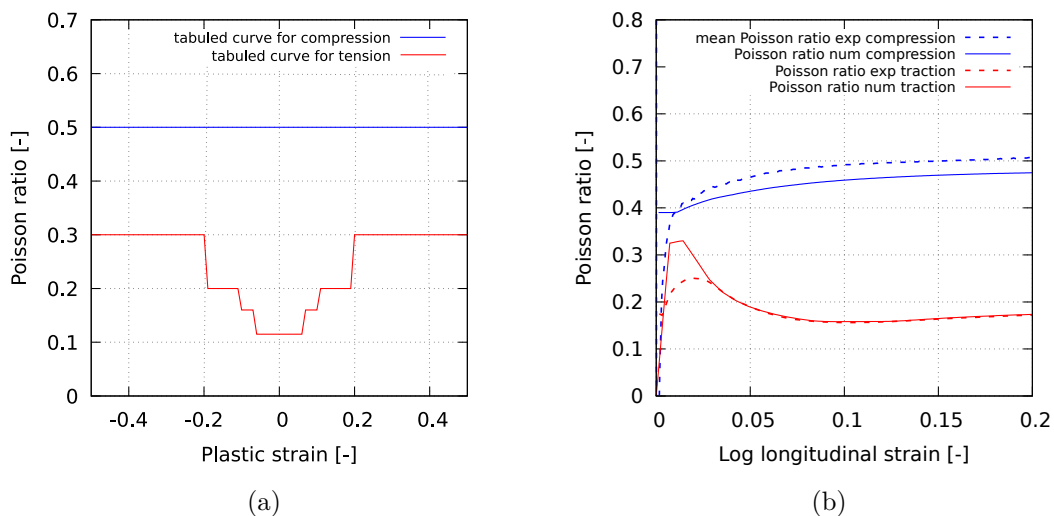 0.7
0.6
0.5
0.4
0.3
0.2
0.1
0
Poisson ratio [-]
tabuled curve for compression
tabuled curve for tension
-0.4
-0.2
0
0.2
0.4
Plastic strain [-]
(a)
0.8
0.7
0.6
0.5
0.4
0.3
0.2
0.1
0
Poisson ratio [-]
mean Poisson ratio exp compression
Poisson ratio num compression
Poisson ratio exp traction
Poisson ratio num traction
0
0.05
0.1
0.15
0.2
Log longitudinal strain [-]
(b)